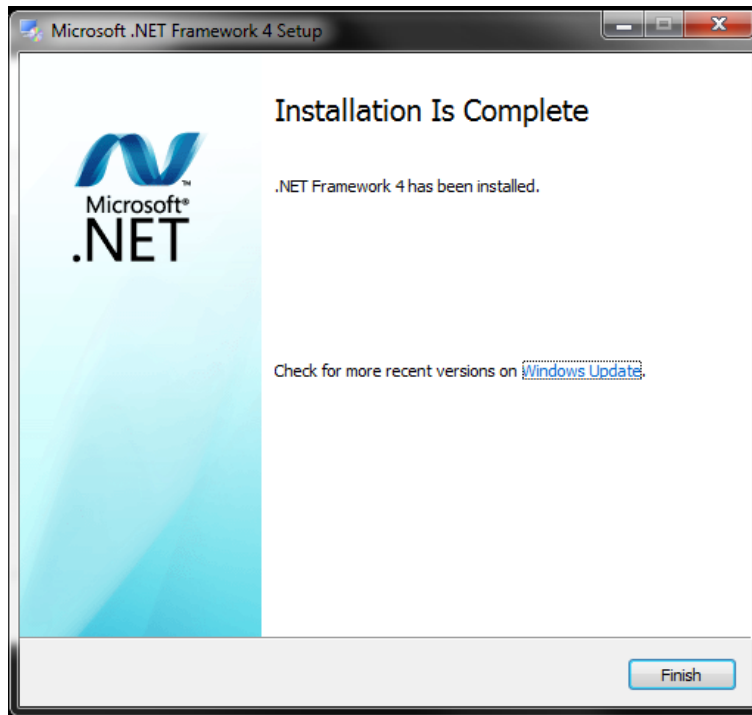 Microsoft .NET Framework 4 Setup
Installation Is Complete
.NET Framework 4 has been installed.
Microsoft®
.NET
TM
Check for more recent versions on Windows Update.
Finish